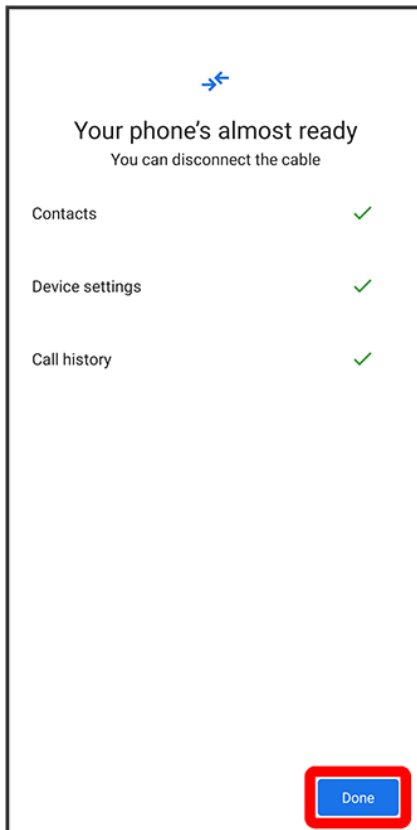 Your phone's almost ready
You can disconnect the cable
Contacts
Device settings
Call history
Done